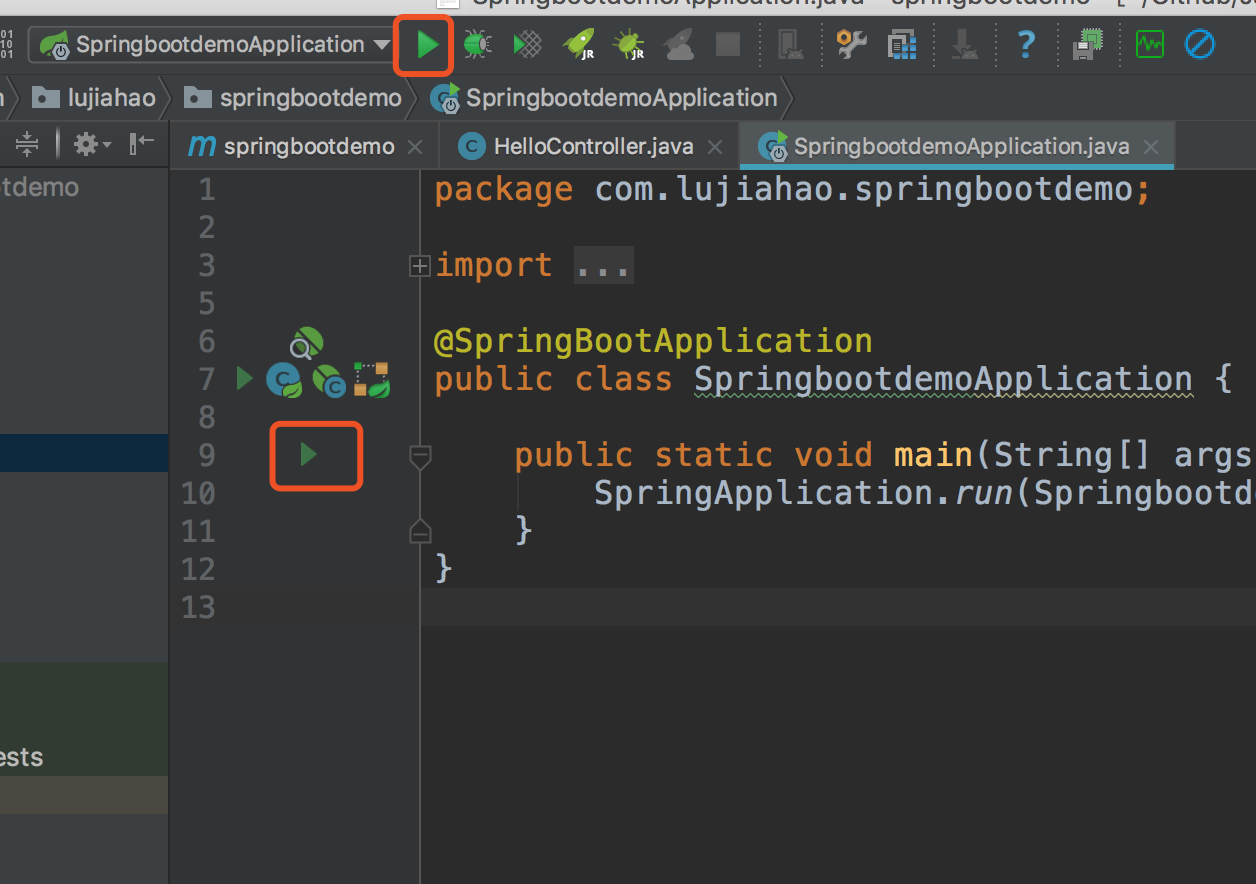 SpringbootdemoApplication
JR
JR
lujiahao
springbootdemo
SpringbootdemoApplication
springbootdemo
HelloController.java
SpringbootdemoApplication.java
1 package com.lujiahao.springbootdemo;
2
3 import ...
5
6 @SpringBootApplication
7 public class SpringbootdemoApplication {
8
9 public static void main(String[] args
10 SpringApplication.run(Springbootd
11 }
12 }
13